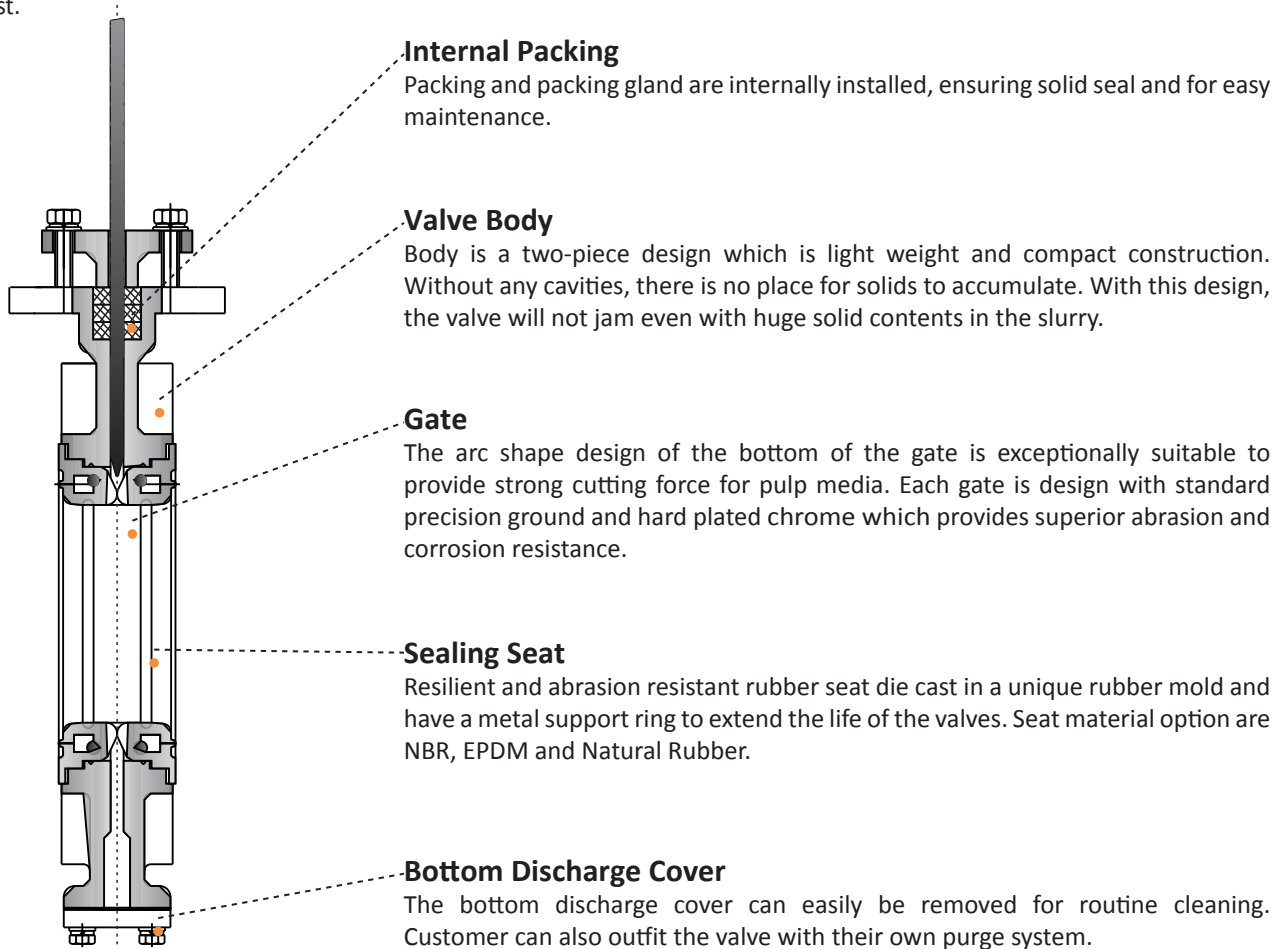 st.
Internal Packing
Packing and packing gland are internally installed, ensuring solid seal and for easy
maintenance.
Valve Body
Body is a two-piece design which is light weight and compact construction.
Without any cavities, there is no place for solids to accumulate. With this design,
the valve will not jam even with huge solid contents in the slurry.
Gate
The arc shape design of the bottom of the gate is exceptionally suitable to
provide strong cutting force for pulp media. Each gate is design with standard
precision ground and hard plated chrome which provides superior abrasion and
corrosion resistance.
Sealing Seat
Resilient and abrasion resistant rubber seat die cast in a unique rubber mold and
have a metal support ring to extend the life of the valves. Seat material option are
NBR, EPDM and Natural Rubber.
Bottom Discharge Cover
The bottom discharge cover can easily be removed for routine cleaning.
Customer can also outfit the valve with their own purge system.